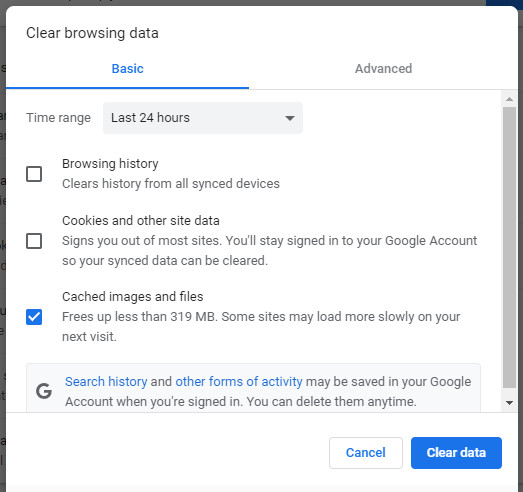 Clear browsing data
Basic
Advanced
Time range
Last 24 hours
Browsing history
Clears history from all synced devices
Cookies and other site data
Signs you out of most sites. You'll stay signed in to your Google Account
so your synced data can be cleared.
Cached images and files
Frees up less than 319 MB. Some sites may load more slowly on your
next visit.
G
Search history and other forms of activity may be saved in your Google
Account when you're signed in. You can delete them anytime.
Cancel
Clear data